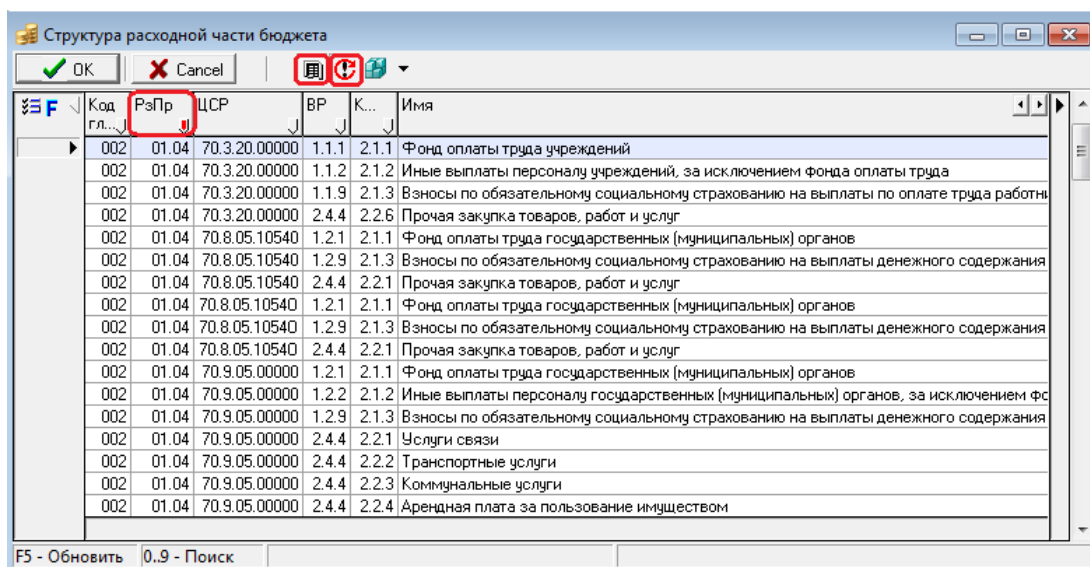 Структура расходной части бюджета
OK Cancel
F Код гл... РзПр ЦСР ВР К... Имя
002 01.04 70.3.20.00000 1.1.1 2.1.1 Фонд оплаты труда учреждений
002 01.04 70.3.20.00000 1.1.2 2.1.2 Иные выплаты персоналу учреждений, за исключением фонда оплаты труда
002 01.04 70.3.20.00000 1.1.9 2.1.3 Взносы по обязательному социальному страхованию на выплаты по оплате труда работни
002 01.04 70.3.20.00000 2.4.4 2.2.6 Прочая закупка товаров, работ и услуг
002 01.04 70.8.05.10540 1.2.1 2.1.1 Фонд оплаты труда государственных (муниципальных) органов
002 01.04 70.8.05.10540 1.2.9 2.1.3 Взносы по обязательному социальному страхованию на выплаты денежного содержания
002 01.04 70.8.05.10540 2.4.4 2.2.1 Прочая закупка товаров, работ и услуг
002 01.04 70.8.05.1054О 1.2.1 2.1.1 Фонд оплаты труда государственных (муниципальных) органов
002 01.04 70.8.05.1054О 1.2.9 2.1.3 Взносы по обязательному социальному страхованию на выплаты денежного содержания
002 01.04 70.8.05.1054О 2.4.4 2.2.1 Прочая закупка товаров, работ и услуг
002 01.04 70.9.05.00000 1.2.1 2.1.1 Фонд оплаты труда государственных (муниципальных) органов
002 01.04 70.9.05.00000 1.2.2 2.1.2 Иные выплаты персоналу государственных (муниципальных) органов, за исключением фо
002 01.04 70.9.05.00000 1.2.9 2.1.3 Взносы по обязательному социальному страхованию на выплаты денежного содержания
002 01.04 70.9.05.00000 2.4.4 2.2.1 Услуги связи
002 01.04 70.9.05.00000 2.4.4 2.2.2 Транспортные услуги
002 01.04 70.9.05.00000 2.4.4 2.2.3 Коммунальные услуги
002 01.04 70.9.05.00000 2.4.4 2.2.4 Арендная плата за пользование имуществом
F5 - Обновить 0..9 - Поиск